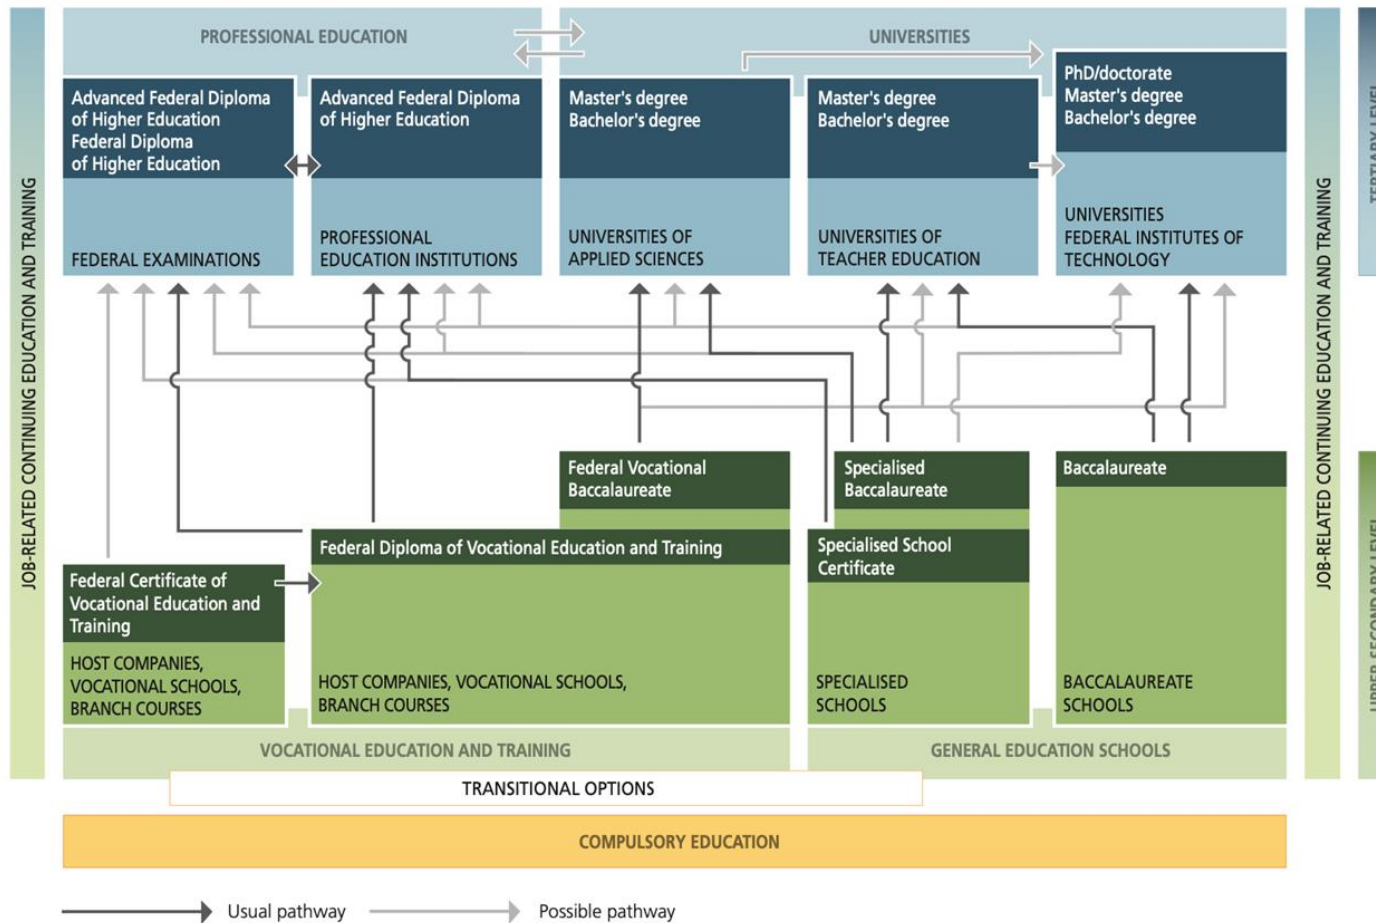 PROFESSIONAL EDUCATION
UNIVERSITIES
Advanced Federal Diploma
of Higher Education
Federal Diploma
of Higher Education
FEDERAL EXAMINATIONS
Advanced Federal Diploma
of Higher Education
PROFESSIONAL
EDUCATION INSTITUTIONS
Master's degree
Bachelor's degree
UNIVERSITIES OF
APPLIED SCIENCES
Master's degree
Bachelor's degree
UNIVERSITIES OF
TEACHER EDUCATION
PhD/doctorate
Master's degree
Bachelor's degree
UNIVERSITIES
FEDERAL INSTITUTES OF
TECHNOLOGY
JOB-RELATED CONTINUING EDUCATION AND TRAINING
JOB-RELATED CONTINUING EDUCATION AND TRAINING
TERTIARY LEVEL
Federal Vocational
Baccalaureate
Specialised
Baccalaureate
Baccalaureate
Federal Diploma of Vocational Education and Training
Specialised School
Certificate
Federal Certificate of
Vocational Education and
Training
HOST COMPANIES,
VOCATIONAL SCHOOLS,
BRANCH COURSES
HOST COMPANIES, VOCATIONAL SCHOOLS,
BRANCH COURSES
SPECIALISED
SCHOOLS
BACCALAUREATE
SCHOOLS
UPPER SECONDARY LEVEL
VOCATIONAL EDUCATION AND TRAINING
GENERAL EDUCATION SCHOOLS
TRANSITIONAL OPTIONS
COMPULSORY EDUCATION
Usual pathway
Possible pathway